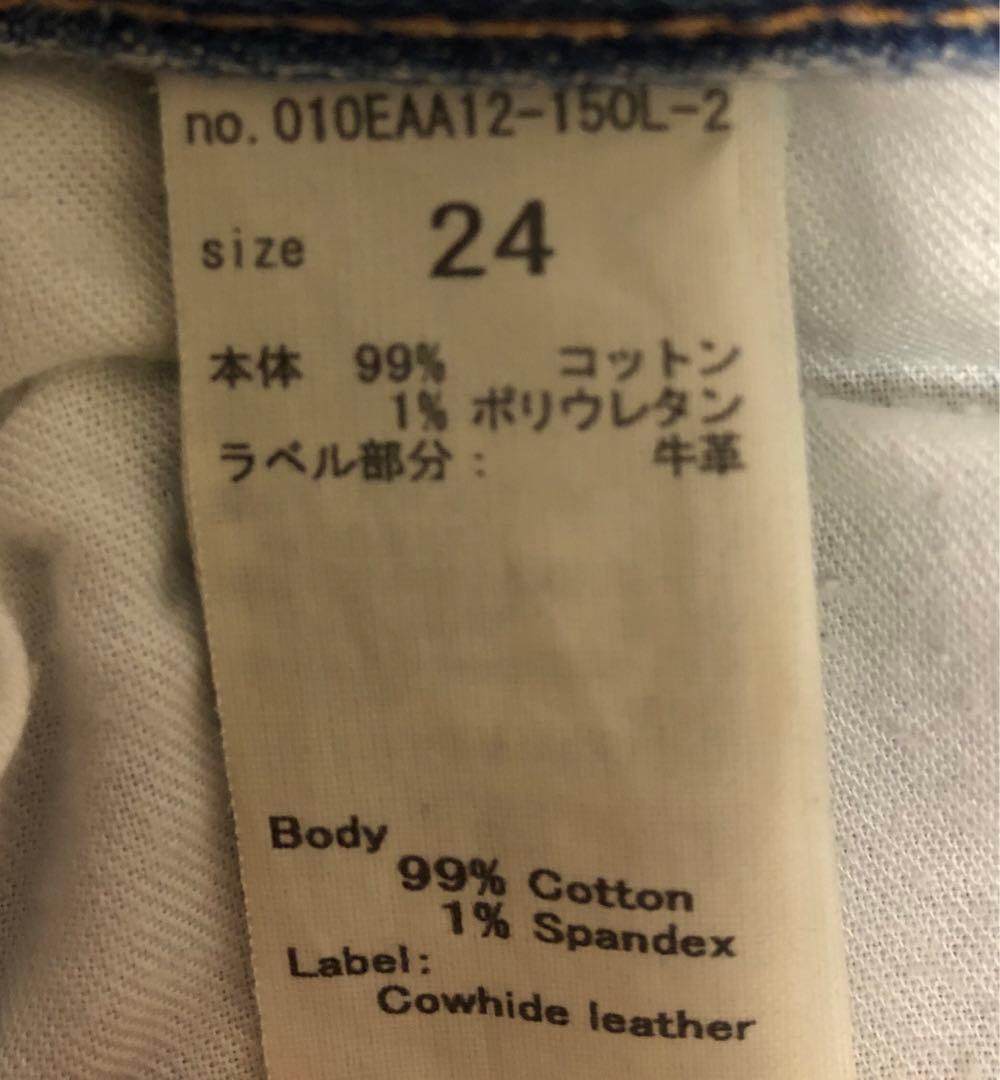 no.010EAA12-150L-2
size 24
本体 99% コットン
1% ポリウレタン
ラベル部分： 牛革
Body
99% Cotton
1% Spandex
Label:
Cowhide leather